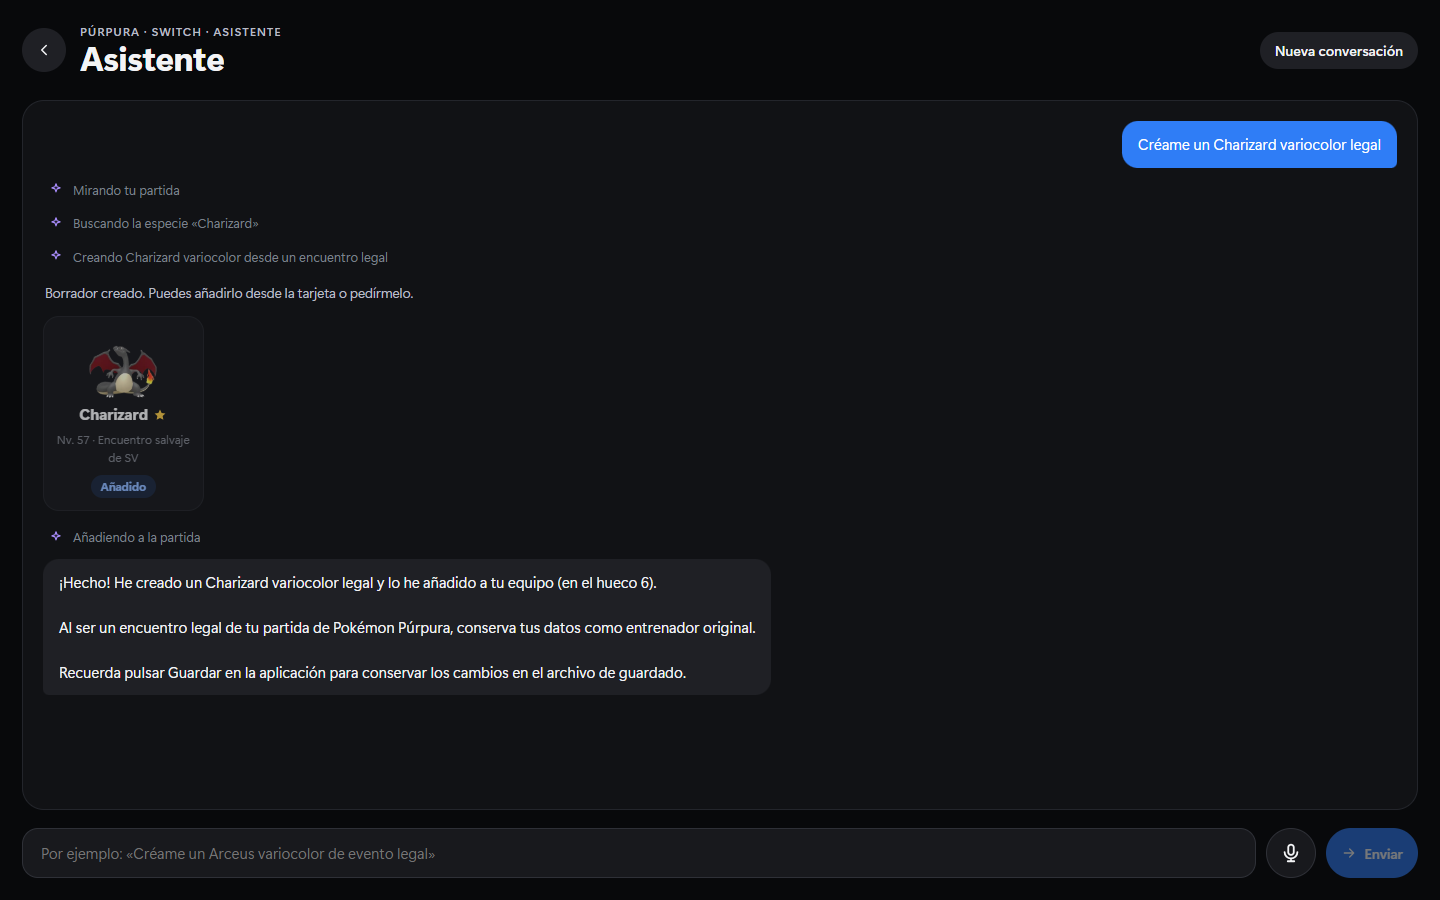 PÚRPURA · SWITCH · ASISTENTE
Asistente
Nueva conversación
Créame un Charizard variocolor legal
Mirando tu partida
Buscando la especie «Charizard»
Creando Charizard variocolor desde un encuentro legal
Borrador creado. Puedes añadirlo desde la tarjeta o pedírmelo.
Charizard
Nv. 57 · Encuentro salvaje
de SV
Añadido
Añadiendo a la partida
¡Hecho! He creado un Charizard variocolor legal y lo he añadido a tu equipo (en el hueco 6).
Al ser un encuentro legal de tu partida de Pokémon Púrpura, conserva tus datos como entrenador original.
Recuerda pulsar Guardar en la aplicación para conservar los cambios en el archivo de guardado.
Por ejemplo: «Créame un Arceus variocolor de evento legal»
Enviar